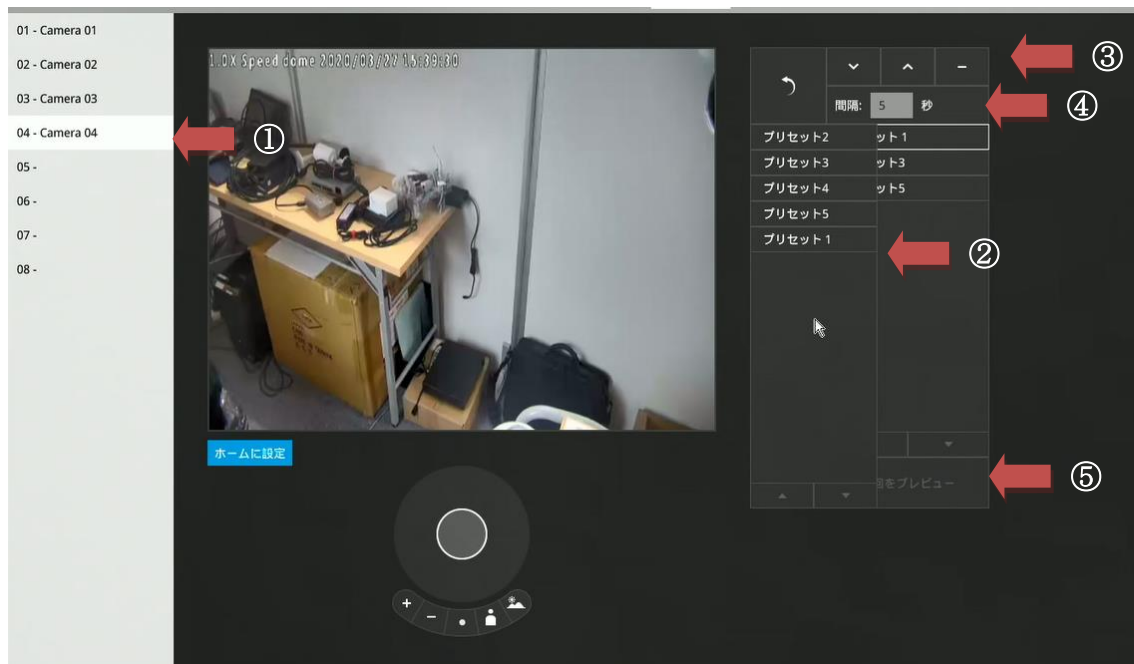 01 - Camera 01
02 - Camera 02
03 - Camera 03
04 - Camera 04
05 -
06 -
07 -
08 -
①
1.0X Speed dome 2020/03/27 16:39:30
ホームに設定
③
間隔: 5 秒
④
プリセット2
ット 1
プリセット3
ット3
プリセット4
ット5
プリセット5
プリセット 1
②
をプレビュー
⑤